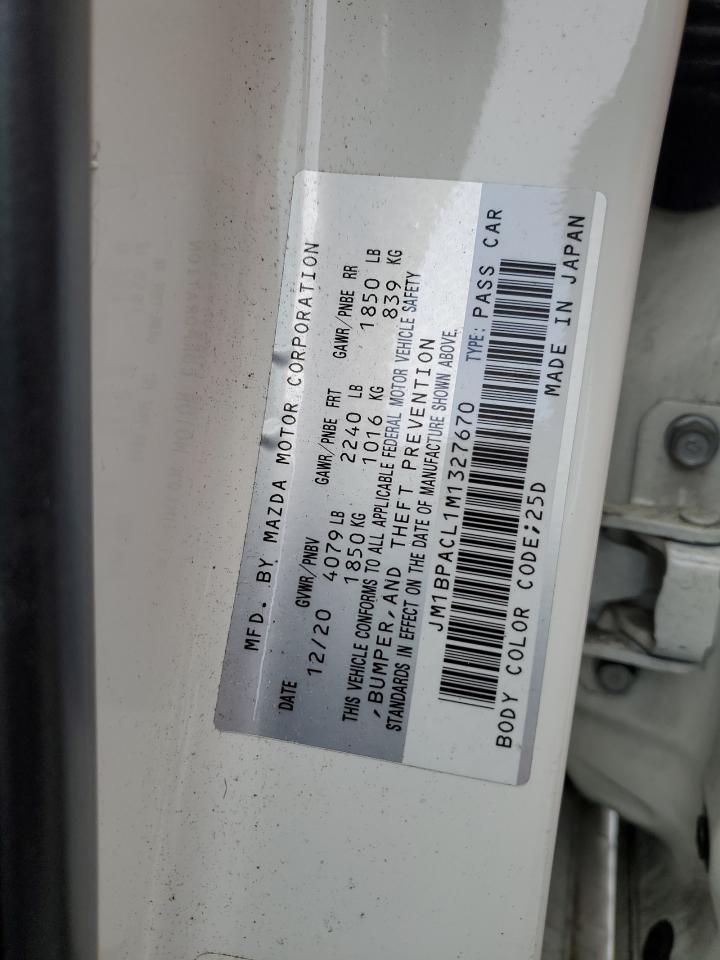 MFD. BY MAZDA MOTOR CORPORATION
DATE GVWR/PNBV GAWR/PNBE FRT GAWR/PNBE RR
12/20 4079 LB 2240 LB 1850 LB
1850 KG 1016 KG 839 KG
THIS VEHICLE CONFORMS TO ALL APPLICABLE FEDERAL MOTOR VEHICLE SAFETY
, BUMPER, AND THEFT PREVENTION
STANDARDS IN EFFECT ON THE DATE OF MANUFACTURE SHOWN ABOVE.
JM1BPACL1M1327670 TYPE: PASS CAR
BODY COLOR CODE;25D
MADE IN JAPAN